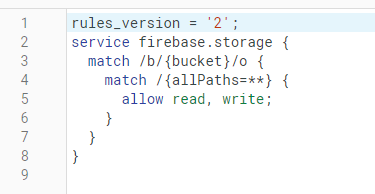 1 rules_version = '2';
2 service firebase.storage {
3   match /b/{bucket}/o {
4     match /{allPaths=**} {
5       allow read, write;
6     }
7   }
8 }
9